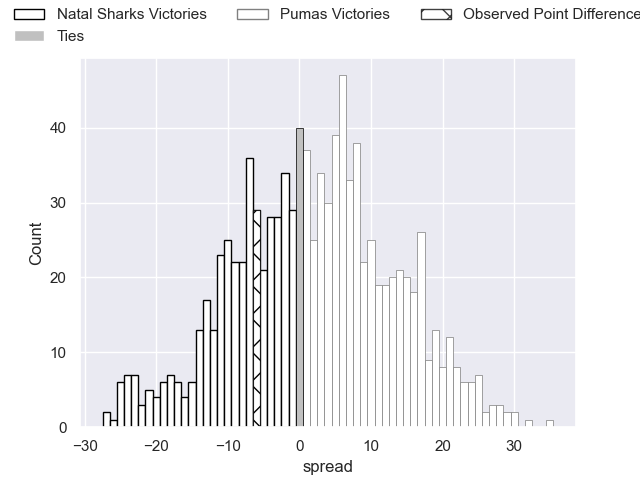 Natal Sharks Victories Pumas Victories Observed Point Difference
Ties
Count
40
30
20
10
0
−30 −20 −10 0 10 20 30
spread